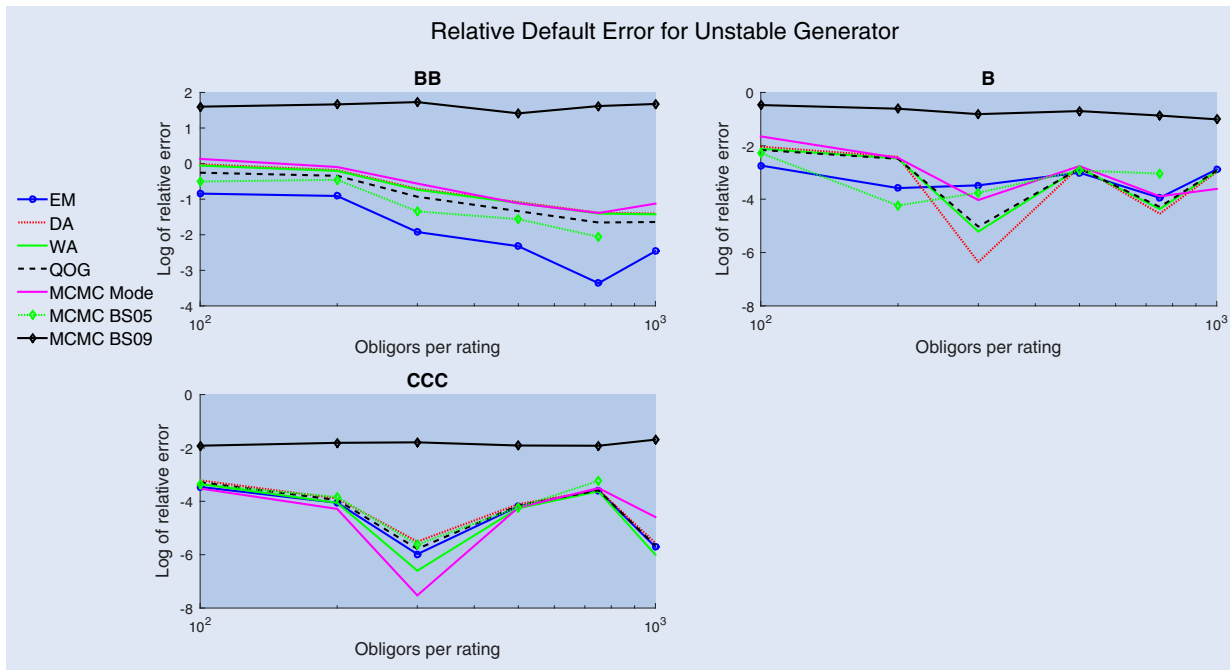 Relative Default Error for Unstable Generator
BB
Log of relative error
2
1
0
-1
-2
-3
-4
10²
10³
Obligors per rating
B
Log of relative error
0
-2
-4
-6
-8
10²
10³
Obligors per rating
EM
DA
WA
QOG
MCMC Mode
MCMC BS05
MCMC BS09
CCC
Log of relative error
0
-2
-4
-6
-8
10²
10³
Obligors per rating